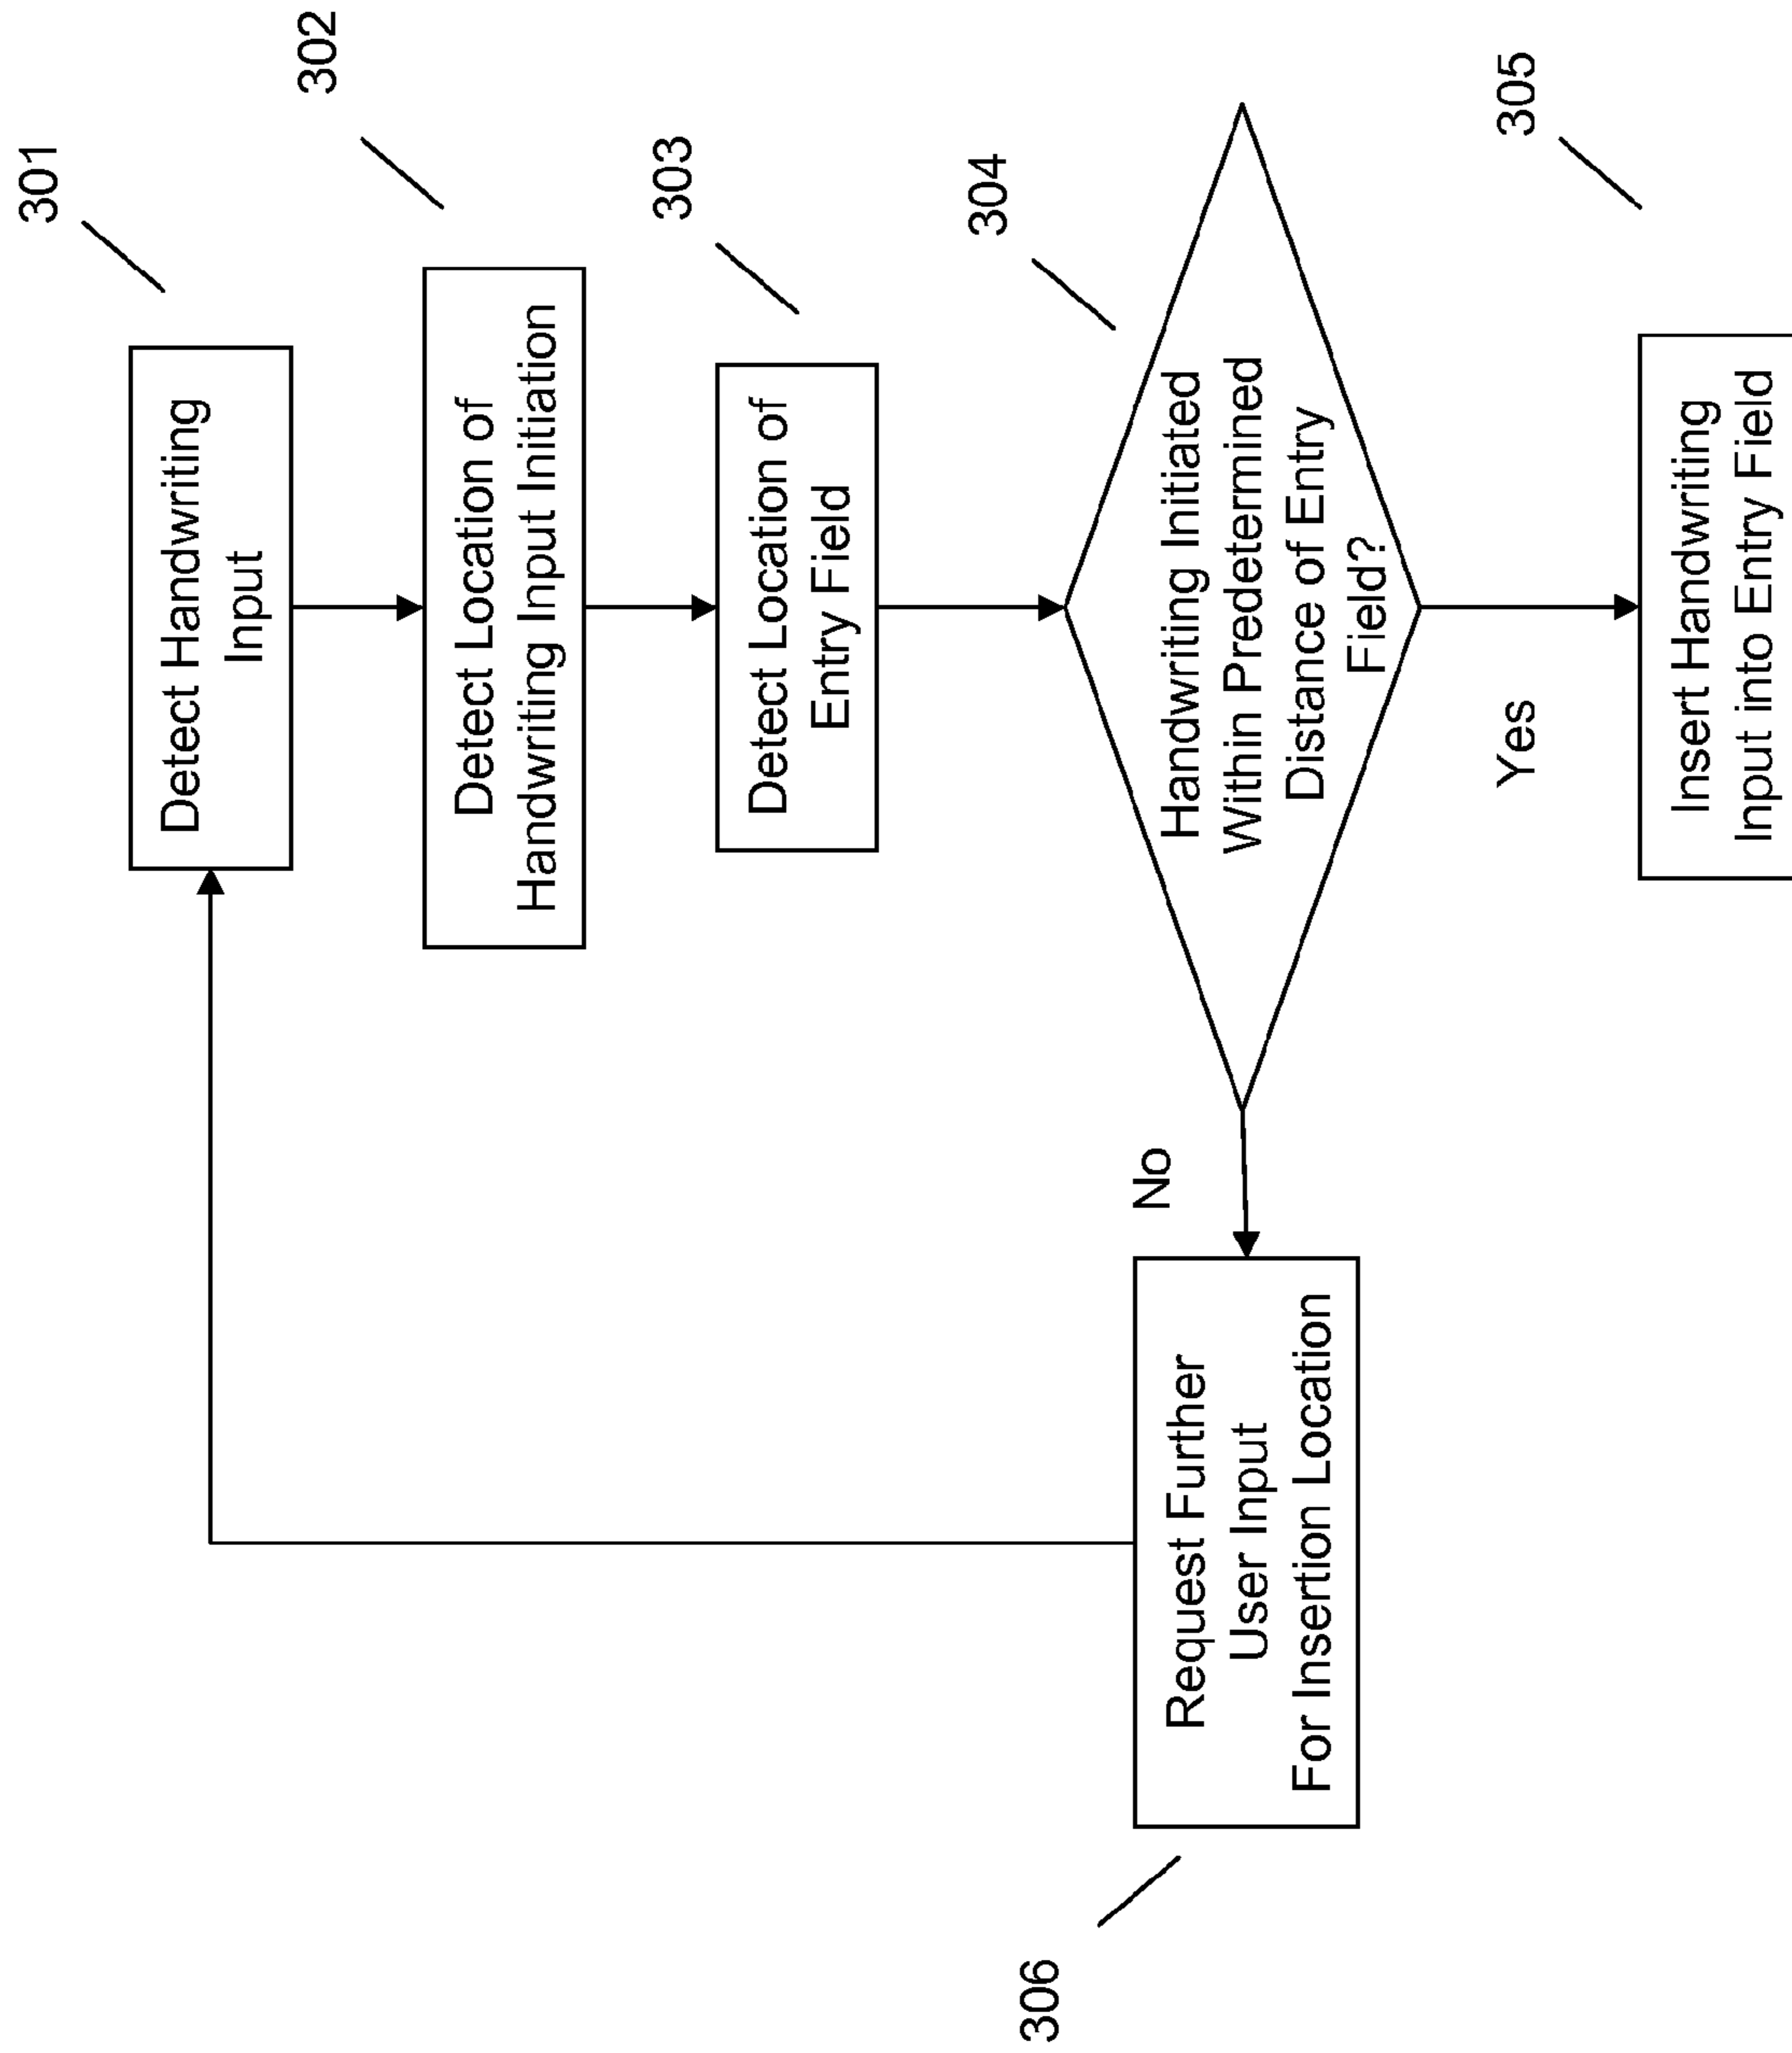 301
Detect Handwriting
Input
302
Detect Location of
Handwriting Input Initiation
303
Detect Location of
Entry Field
304
Handwriting Initiated
Within Predetermined
Distance of Entry
Field?
No
306
Request Further
User Input
For Insertion Location
Yes
305
Insert Handwriting
Input into Entry Field